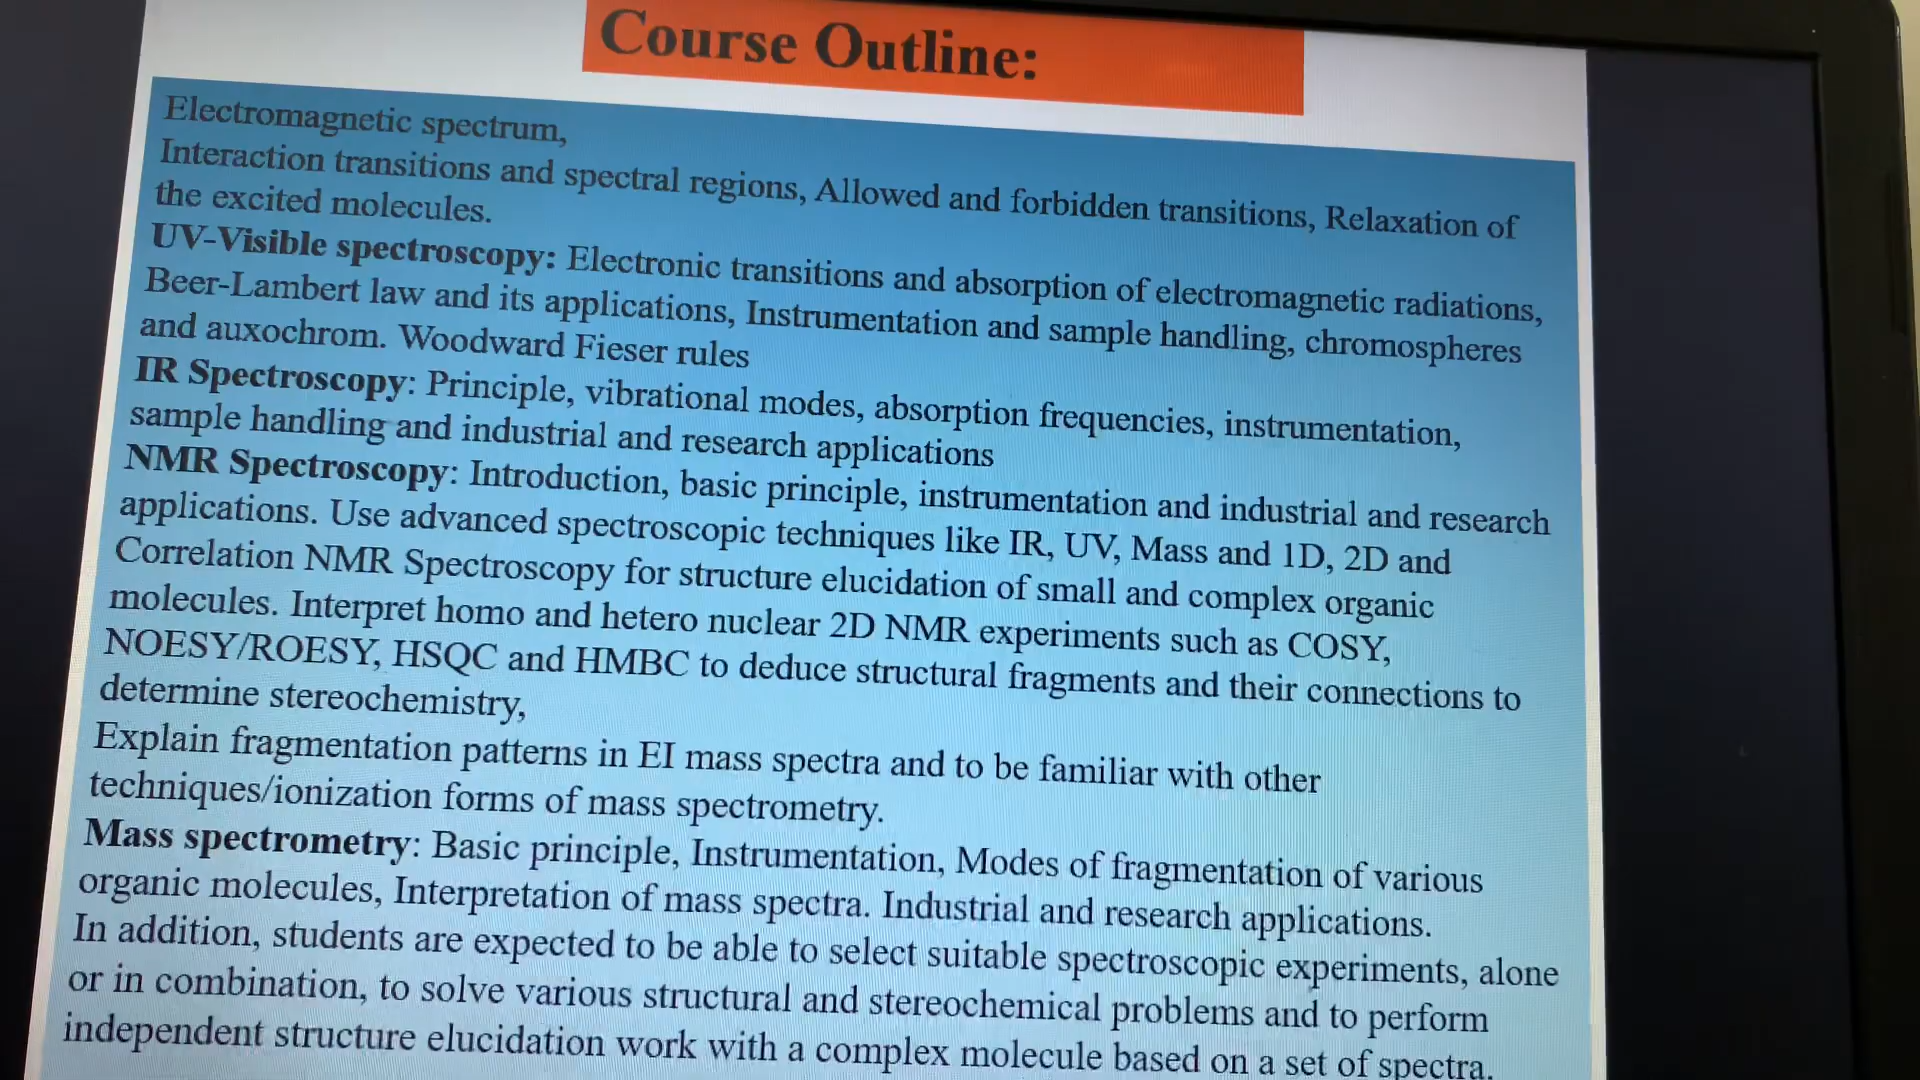 Course Outline:
Electromagnetic spectrum,
Interaction transitions and spectral regions, Allowed and forbidden transitions, Relaxation of
the excited molecules.
UV-Visible spectroscopy: Electronic transitions and absorption of electromagnetic radiations,
Beer-Lambert law and its applications, Instrumentation and sample handling, chromospheres
and auxochrom. Woodward Fieser rules
IR Spectroscopy: Principle, vibrational modes, absorption frequencies, instrumentation,
sample handling and industrial and research applications
NMR Spectroscopy: Introduction, basic principle, instrumentation and industrial and research
applications. Use advanced spectroscopic techniques like IR, UV, Mass and 1D, 2D and
Correlation NMR Spectroscopy for structure elucidation of small and complex organic
molecules. Interpret homo and hetero nuclear 2D NMR experiments such as COSY,
NOESY/ROESY, HSQC and HMBC to deduce structural fragments and their connections to
determine stereochemistry,
Explain fragmentation patterns in EI mass spectra and to be familiar with other
techniques/ionization forms of mass spectrometry.
Mass spectrometry: Basic principle, Instrumentation, Modes of fragmentation of various
organic molecules, Interpretation of mass spectra. Industrial and research applications.
In addition, students are expected to be able to select suitable spectroscopic experiments, alone
or in combination, to solve various structural and stereochemical problems and to perform
independent structure elucidation work with a complex molecule based on a set of spectra.